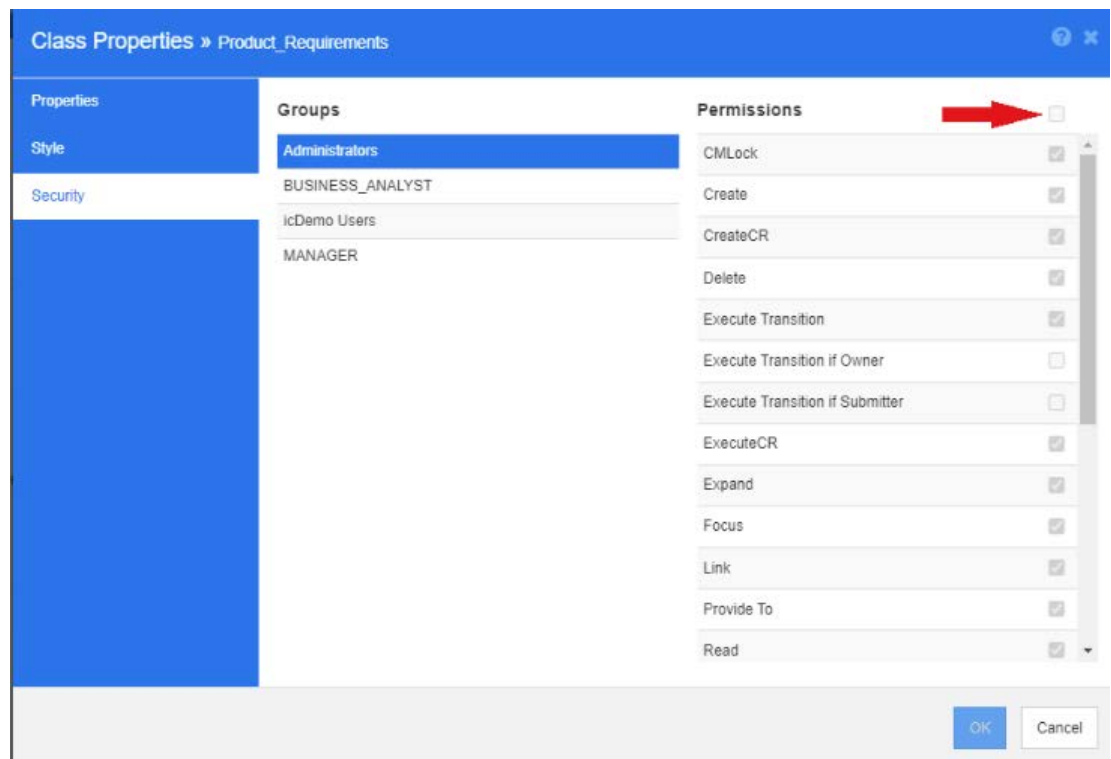 Class Properties » Product_Requirements
Properties
Style
Security
Groups
Administrators
BUSINESS_ANALYST
icDemo Users
MANAGER
Permissions
CMLock
Create
CreateCR
Delete
Execute Transition
Execute Transition if Owner
Execute Transition if Submitter
ExecuteCR
Expand
Focus
Link
Provide To
Read
OK
Cancel